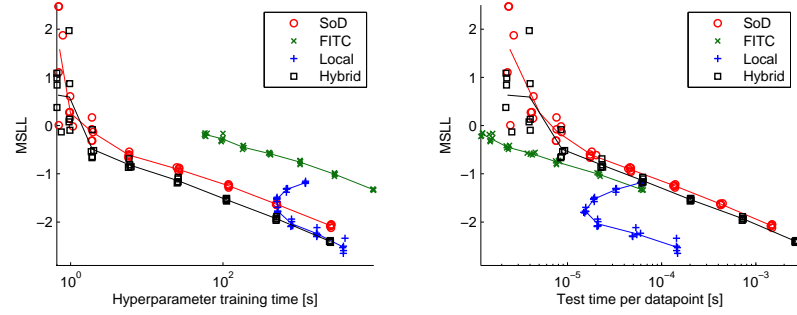 SoD
FITC
Local
Hybrid
MSLL
2
1
0
−1
−2
10^0
10^2
Hyperparameter training time [s]
SoD
FITC
Local
Hybrid
MSLL
2
1
0
−1
−2
10^−5
10^−4
10^−3
Test time per datapoint [s]